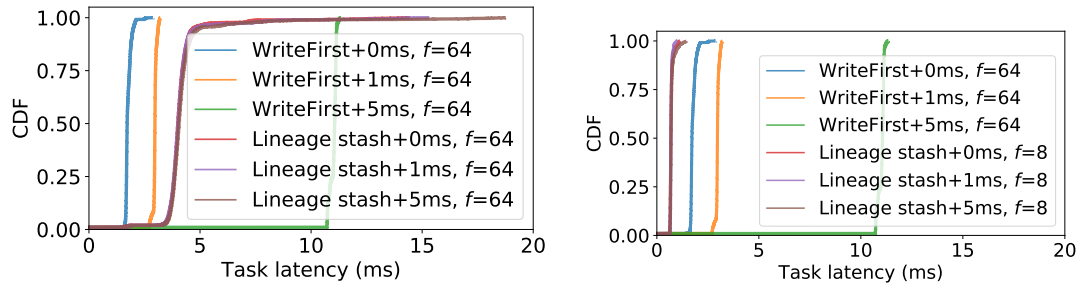 1.00
0.75
0.50
0.25
0.00
CDF
0
5
10
15
20
Task latency (ms)
WriteFirst+0ms, f=64
WriteFirst+1ms, f=64
WriteFirst+5ms, f=64
Lineage stash+0ms, f=64
Lineage stash+1ms, f=64
Lineage stash+5ms, f=64
1.00
0.75
0.50
0.25
0.00
CDF
0
5
10
15
20
Task latency (ms)
WriteFirst+0ms, f=64
WriteFirst+1ms, f=64
WriteFirst+5ms, f=64
Lineage stash+0ms, f=8
Lineage stash+1ms, f=8
Lineage stash+5ms, f=8